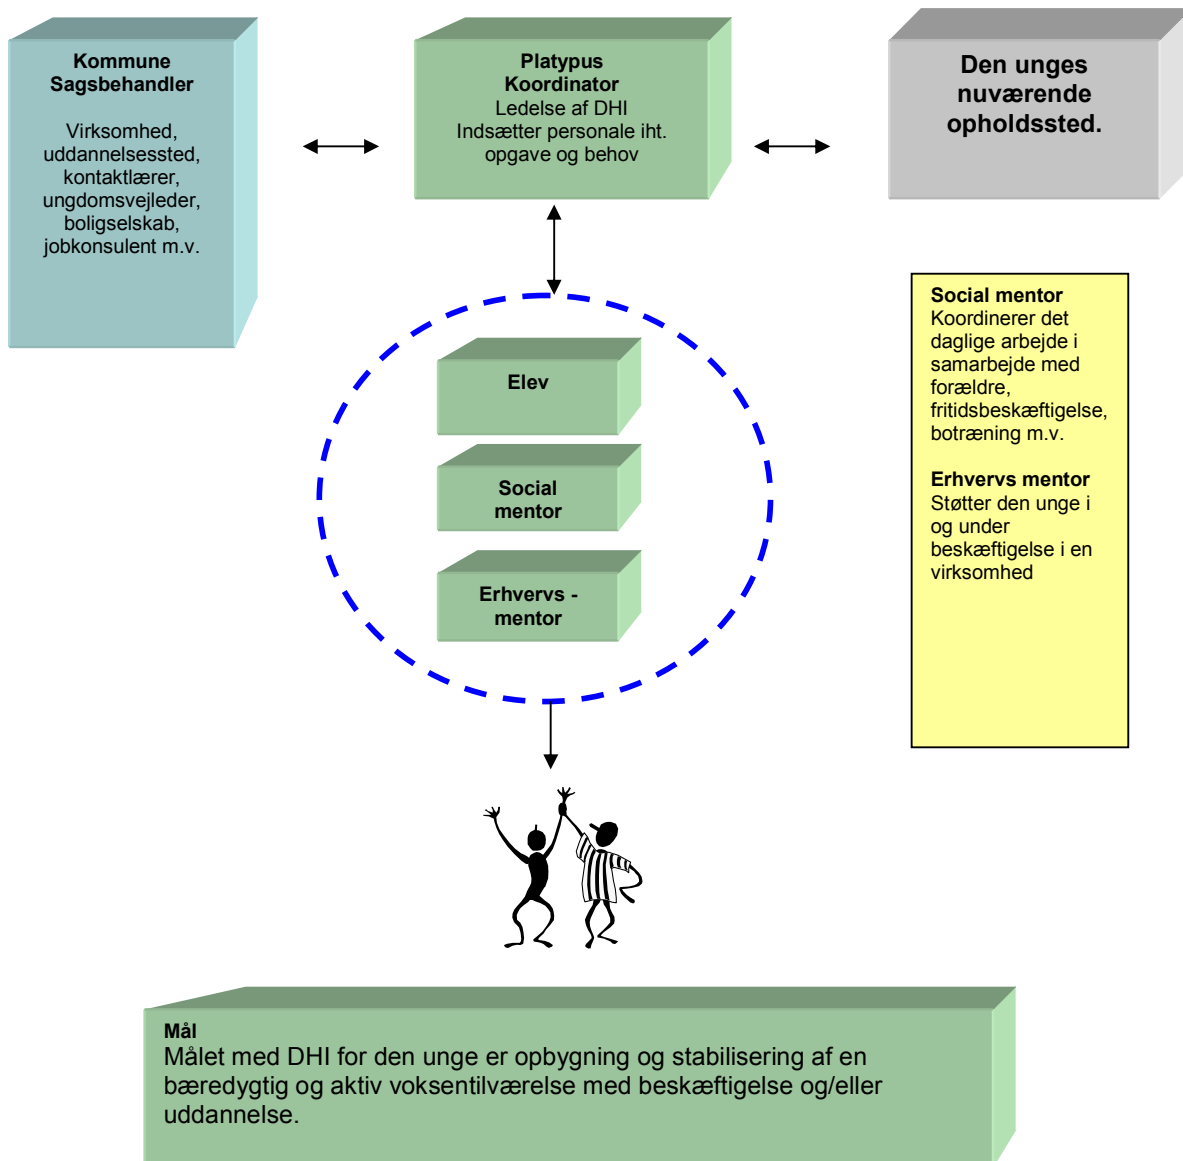 Kommune
Sagsbehandler
Virksomhed,
uddannelsessted,
kontaktlærer,
ungdomsvejleder,
boligselskab,
jobkonsulent m.v.
Platypus
Koordinator
Ledelse af DHI
Indsætter personale iht.
opgave og behov
Den unges
nuværende
opholdssted.
Elev
Social
mentor
Erhvervs -
mentor
Social mentor
Koordinerer det
daglige arbejde i
samarbejde med
forældre,
fritidsbeskæftigelse,
botræning m.v.
Erhvervs mentor
Støtter den unge i
og under
beskæftigelse i en
virksomhed
Mål
Målet med DHI for den unge er opbygning og stabilisering af en
bæredygtig og aktiv voksentilværelse med beskæftigelse og/eller
uddannelse.